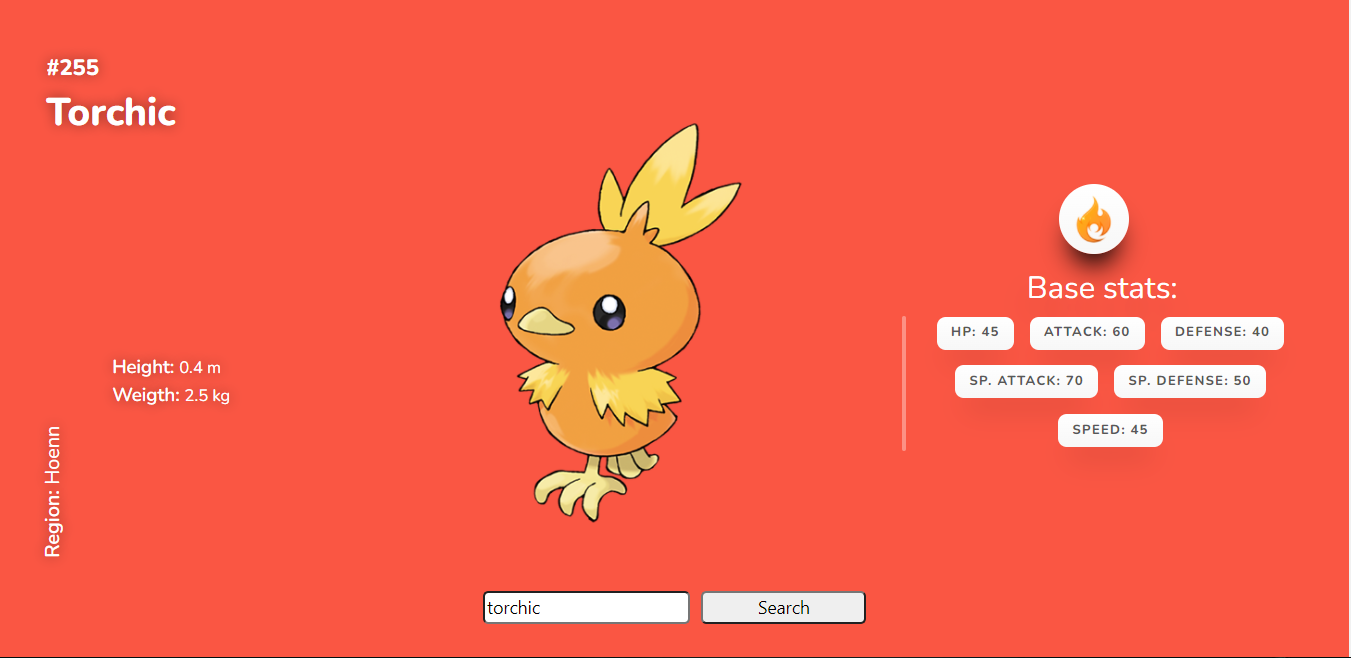 #255
Torchic
Height: 0.4 m
Weigth: 2.5 kg
Region: Hoenn
Base stats:
HP: 45 ATTACK: 60 DEFENSE: 40
SP. ATTACK: 70 SP. DEFENSE: 50
SPEED: 45
torchic Search